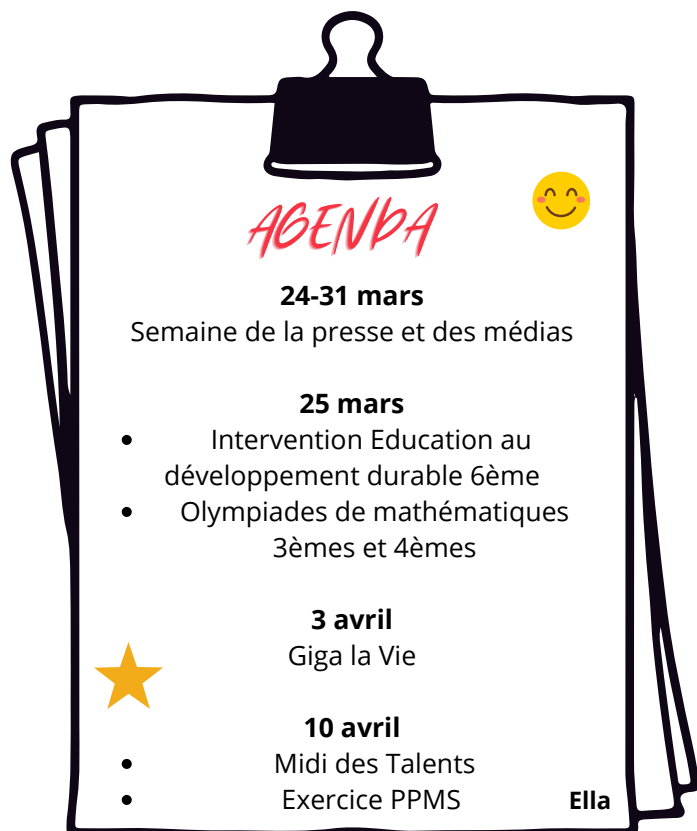 AGENDA
24-31 mars
Semaine de la presse et des médias
25 mars
• Intervention Education au
développement durable 6ème
• Olympiades de mathématiques
3èmes et 4èmes
3 avril
Giga la Vie
10 avril
• Midi des Talents
• Exercice PPMS
Ella